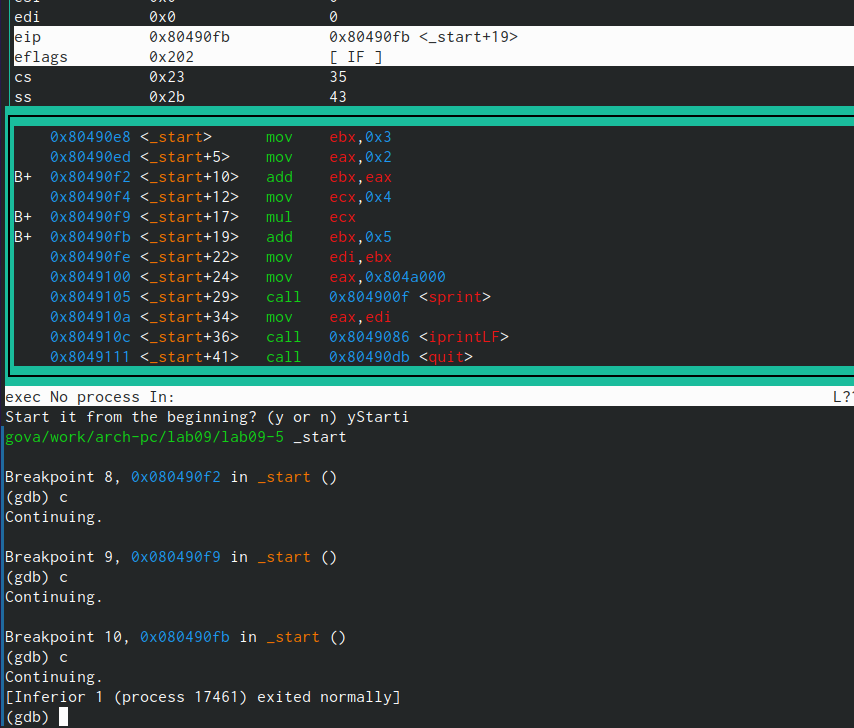 edi 0x0 0
eip 0x80490fb 0x80490fb <_start+19>
eflags 0x202 [ IF ]
cs 0x23 35
ss 0x2b 43
0x80490e8 <_start> mov ebx,0x3
0x80490ed <_start+5> mov eax,0x2
B+ 0x80490f2 <_start+10> add ebx,eax
0x80490f4 <_start+12> mov ecx,0x4
B+ 0x80490f9 <_start+17> mul ecx
B+ 0x80490fb <_start+19> add ebx,0x5
0x80490fe <_start+22> mov edi,ebx
0x8049100 <_start+24> mov eax,0x804a000
0x8049105 <_start+29> call 0x804900f <sprint>
0x804910a <_start+34> mov eax,edi
0x804910c <_start+36> call 0x8049086 <iprintLF>
0x8049111 <_start+41> call 0x80490db <quit>
exec No process In: L??
Start it from the beginning? (y or n) yStarti
gova/work/arch-pc/lab09/lab09-5 _start
Breakpoint 8, 0x080490f2 in _start ()
(gdb) c
Continuing.
Breakpoint 9, 0x080490f9 in _start ()
(gdb) c
Continuing.
Breakpoint 10, 0x080490fb in _start ()
(gdb) c
Continuing.
[Inferior 1 (process 17461) exited normally]
(gdb)